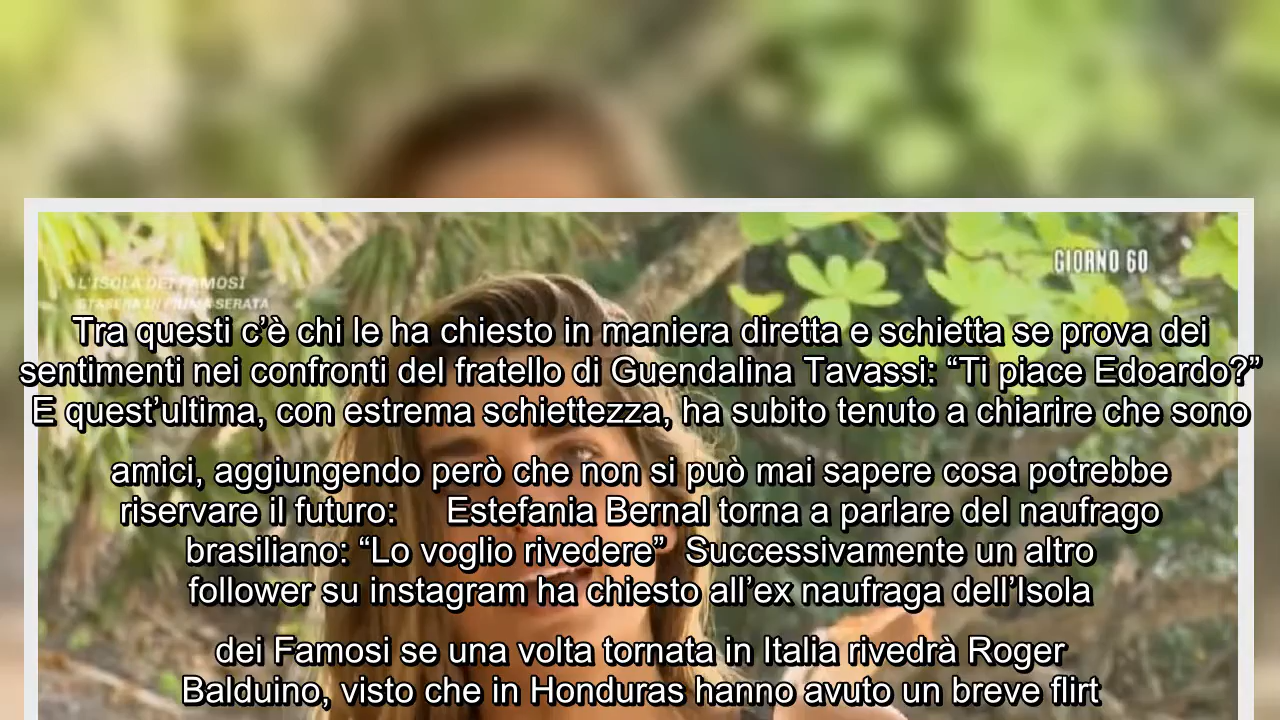 L'ISOLA DEI FAMOSI
GIORNO 60
STASERA IN PRIMA SERATA
Tra questi c’è chi le ha chiesto in maniera diretta e schietta se prova dei
sentimenti nei confronti del fratello di Guendalina Tavassi: “Ti piace Edoardo?”
E quest’ultima, con estrema schiettezza, ha subito tenuto a chiarire che sono
amici, aggiungendo però che non si può mai sapere cosa potrebbe
riservare il futuro: Estefania Bernal torna a parlare del naufrago
brasiliano: “Lo voglio rivedere” Successivamente un altro
follower su instagram ha chiesto all’ex naufraga dell’Isola
dei Famosi se una volta tornata in Italia rivedrà Roger
Balduino, visto che in Honduras hanno avuto un breve flirt